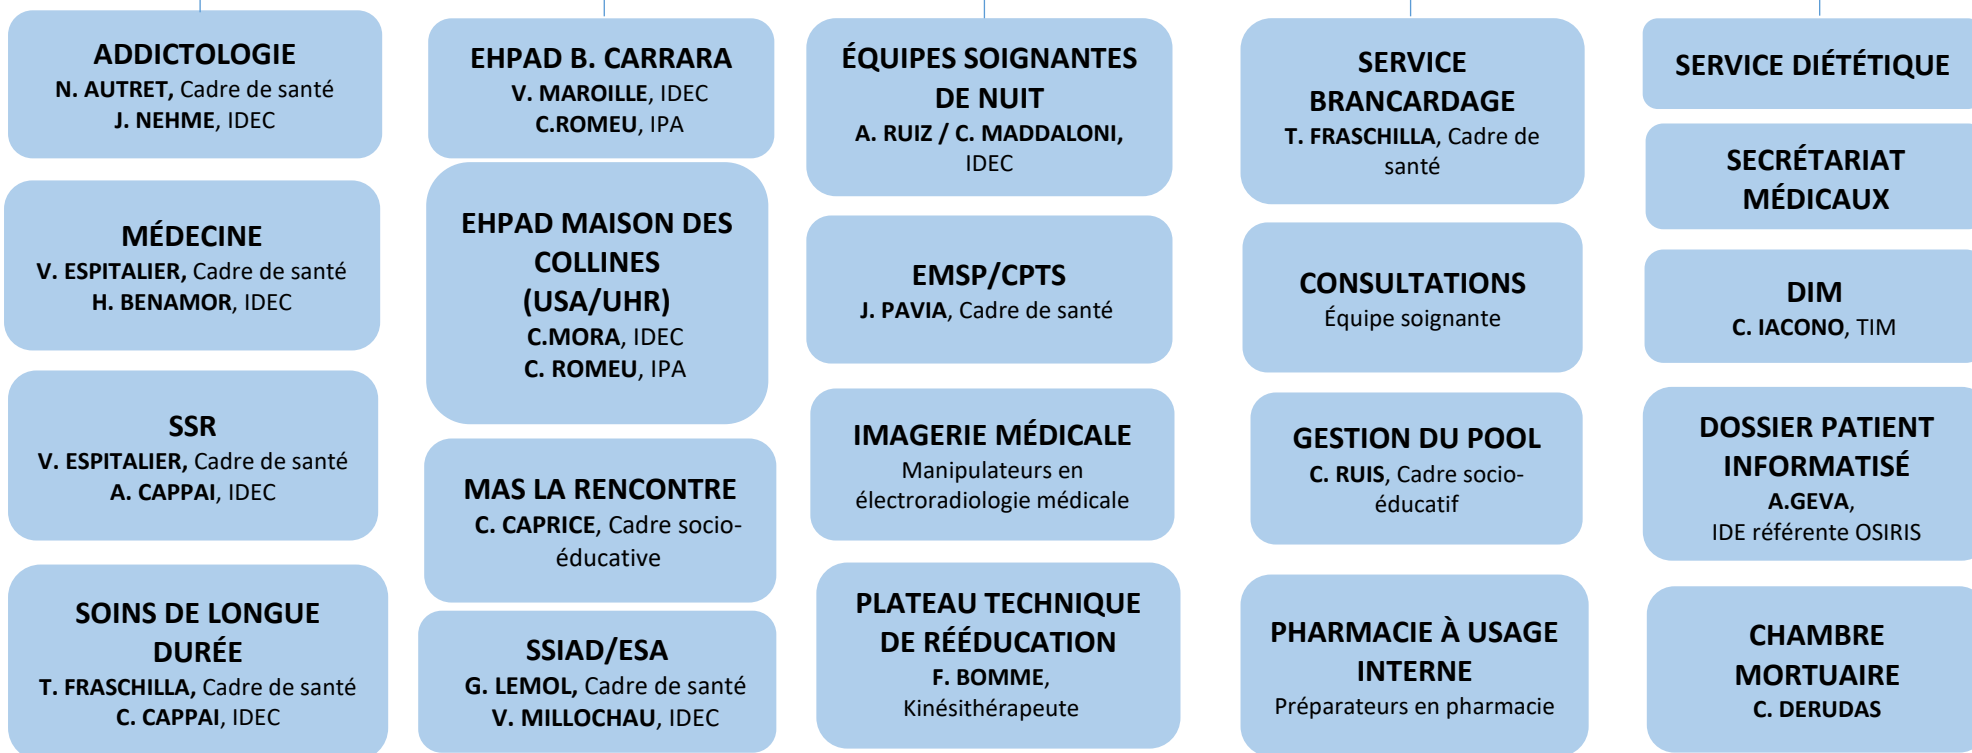 ADDICTOLOGIE
N. AUTRET, Cadre de santé
J. NEHME, IDEC
MÉDECINE
V. ESPITALIER, Cadre de santé
H. BENAMOR, IDEC
SSR
V. ESPITALIER, Cadre de santé
A. CAPPAI, IDEC
SOINS DE LONGUE
DURÉE
T. FRASCHILLA, Cadre de santé
C. CAPPAI, IDEC
EHPAD B. CARRARA
V. MAROILLE, IDEC
C.ROMEU, IPA
EHPAD MAISON DES
COLLINES
(USA/UHR)
C.MORA, IDEC
C. ROMEU, IPA
MAS LA RENCONTRE
C. CAPRICE, Cadre socio-
éducative
SSIAD/ESA
G. LEMOL, Cadre de santé
V. MILLOCHAU, IDEC
ÉQUIPES SOIGNANTES
DE NUIT
A. RUIZ / C. MADDALONI,
IDEC
EMSP/CPTS
J. PAVIA, Cadre de santé
IMAGERIE MÉDICALE
Manipulateurs en
électroradiologie médicale
PLATEAU TECHNIQUE
DE RÉÉDUCATION
F. BOMME,
Kinésithérapeute
SERVICE
BRANCARDAGE
T. FRASCHILLA, Cadre de
santé
CONSULTATIONS
Équipe soignante
GESTION DU POOL
C. RUIS, Cadre socio-
éducatif
PHARMACIE À USAGE
INTERNE
Préparateurs en pharmacie
SERVICE DIÉTÉTIQUE
SECRÉTARIAT
MÉDICAUX
DIM
C. IACONO, TIM
DOSSIER PATIENT
INFORMATISÉ
A.GEVA,
IDE référente OSIRIS
CHAMBRE
MORTUAIRE
C. DERUDAS